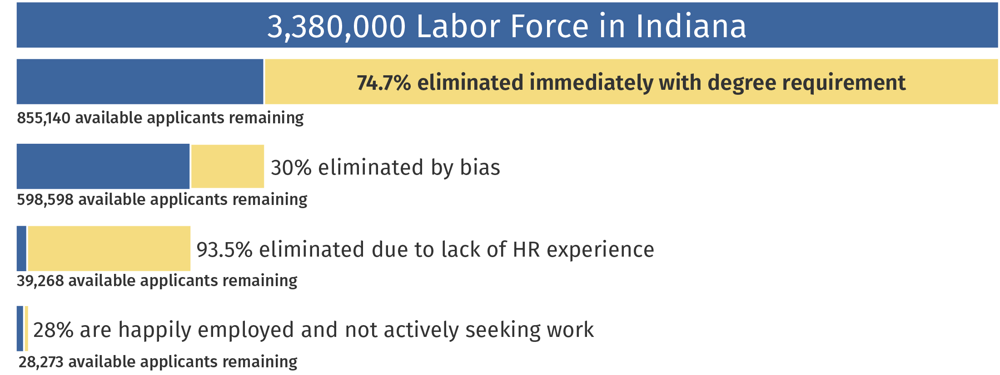 3,380,000 Labor Force in Indiana
74.7% eliminated immediately with degree requirement
855,140 available applicants remaining
30% eliminated by bias
598,598 available applicants remaining
93.5% eliminated due to lack of HR experience
39,268 available applicants remaining
28% are happily employed and not actively seeking work
28,273 available applicants remaining